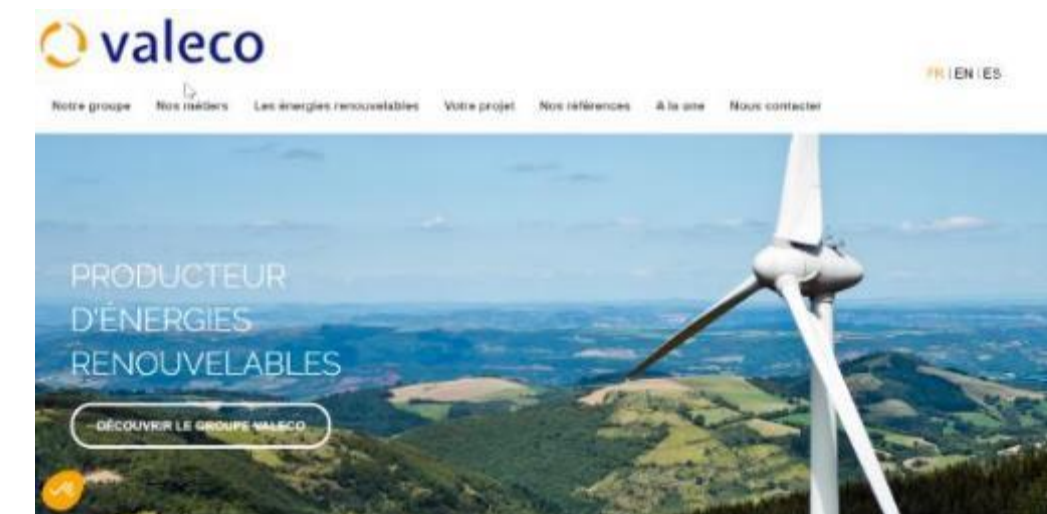 valeco
FR | EN | ES
Notre groupe Nos métiers Les énergies renouvelables Votre projet Nos références A la une Nous contacter
PRODUCTEUR
D'ÉNERGIES
RENOUVELABLES
DÉCOUVRIR LE GROUPE VALECO